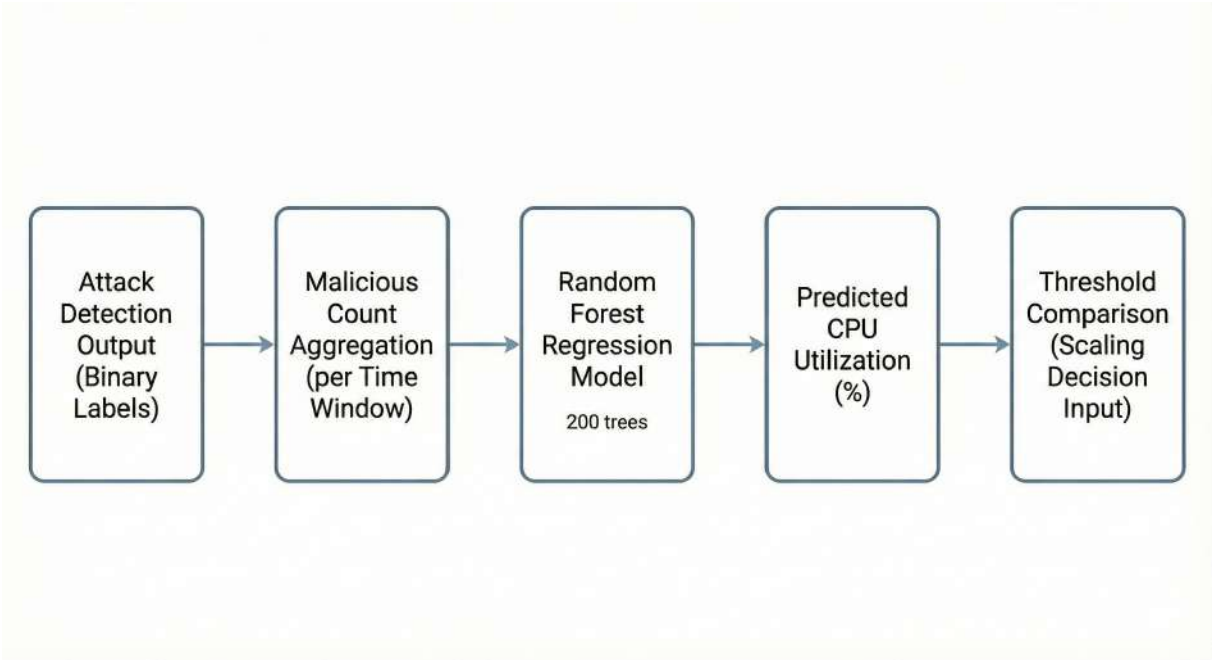 Attack
Detection
Output
(Binary
Labels)
Malicious
Count
Aggregation
(per Time
Window)
Random
Forest
Regression
Model
200 trees
Predicted
CPU
Utilization
(%)
Threshold
Comparison
(Scaling
Decision
Input)